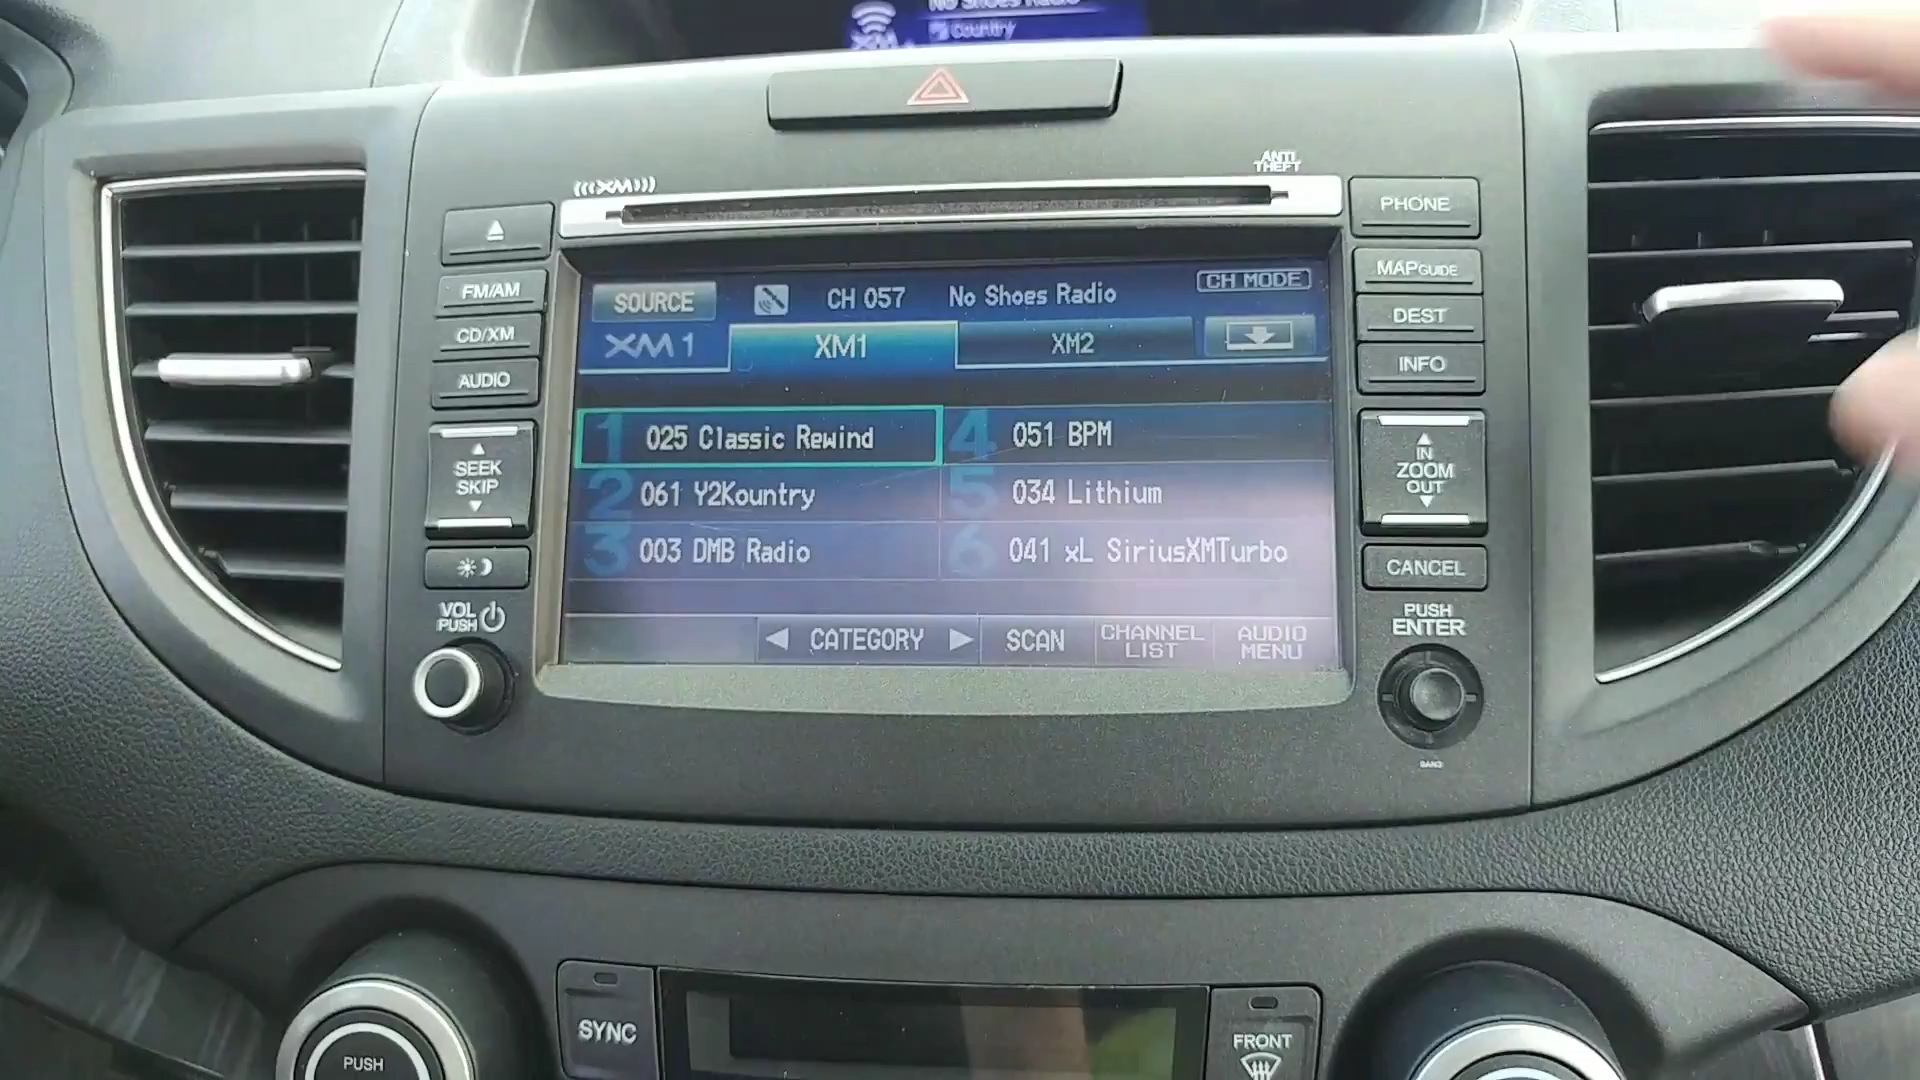 No Shoes Radio
Country
XM
ANTI
THEFT
(((XM)))
PHONE
FM/AM
CD/XM
AUDIO
SEEK
SKIP
VOL
PUSH
SOURCE
CH 057
No Shoes Radio
CH MODE
XM1
XM1
XM2
1 025 Classic Rewind
4 051 BPM
2 061 Y2Kountry
5 034 Lithium
3 003 DMB Radio
6 041 xL SiriusXMTurbo
CATEGORY
SCAN
CHANNEL
LIST
AUDIO
MENU
MAP GUIDE
DEST
INFO
IN
ZOOM
OUT
CANCEL
PUSH
ENTER
PUSH
SYNC
FRONT